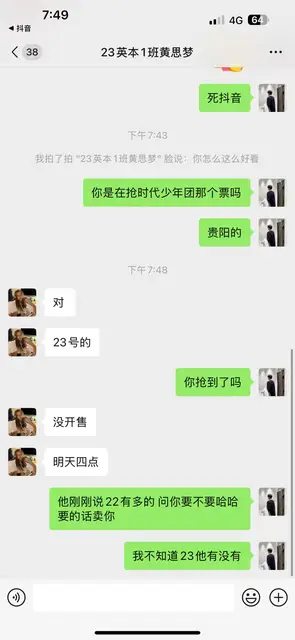 7:49
4G
64
抖音
38
23英本1班黄思梦
死抖音
下午7:43
我拍了拍 "23英本1班黄思梦" 脸说：你怎么这么好看
你是在抢时代少年团那个票吗
贵阳的
下午7:48
对
23号的
你抢到了吗
没开售
明天四点
他刚刚说22有多的 问你要不要哈哈
要的话卖你
我不知道23他有没有